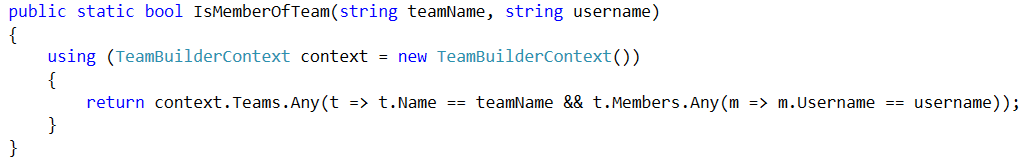 public static bool IsMemberOfTeam(string teamName, string username)
{
    using (TeamBuilderContext context = new TeamBuilderContext())
    {
        return context.Teams.Any(t => t.Name == teamName && t.Members.Any(m => m.Username == username));
    }
}